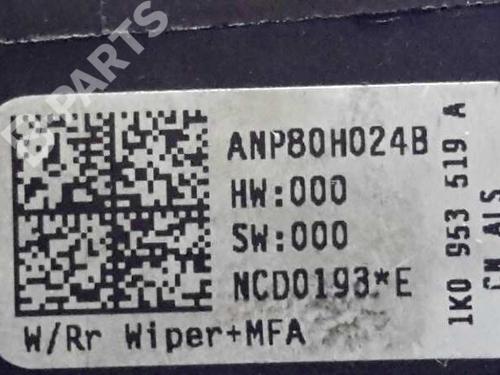 B PARTS
ANP80H024B
HW:000
SW:000
NCD0193*E
W/Rr Wiper+MFA
1K0 953 519 A